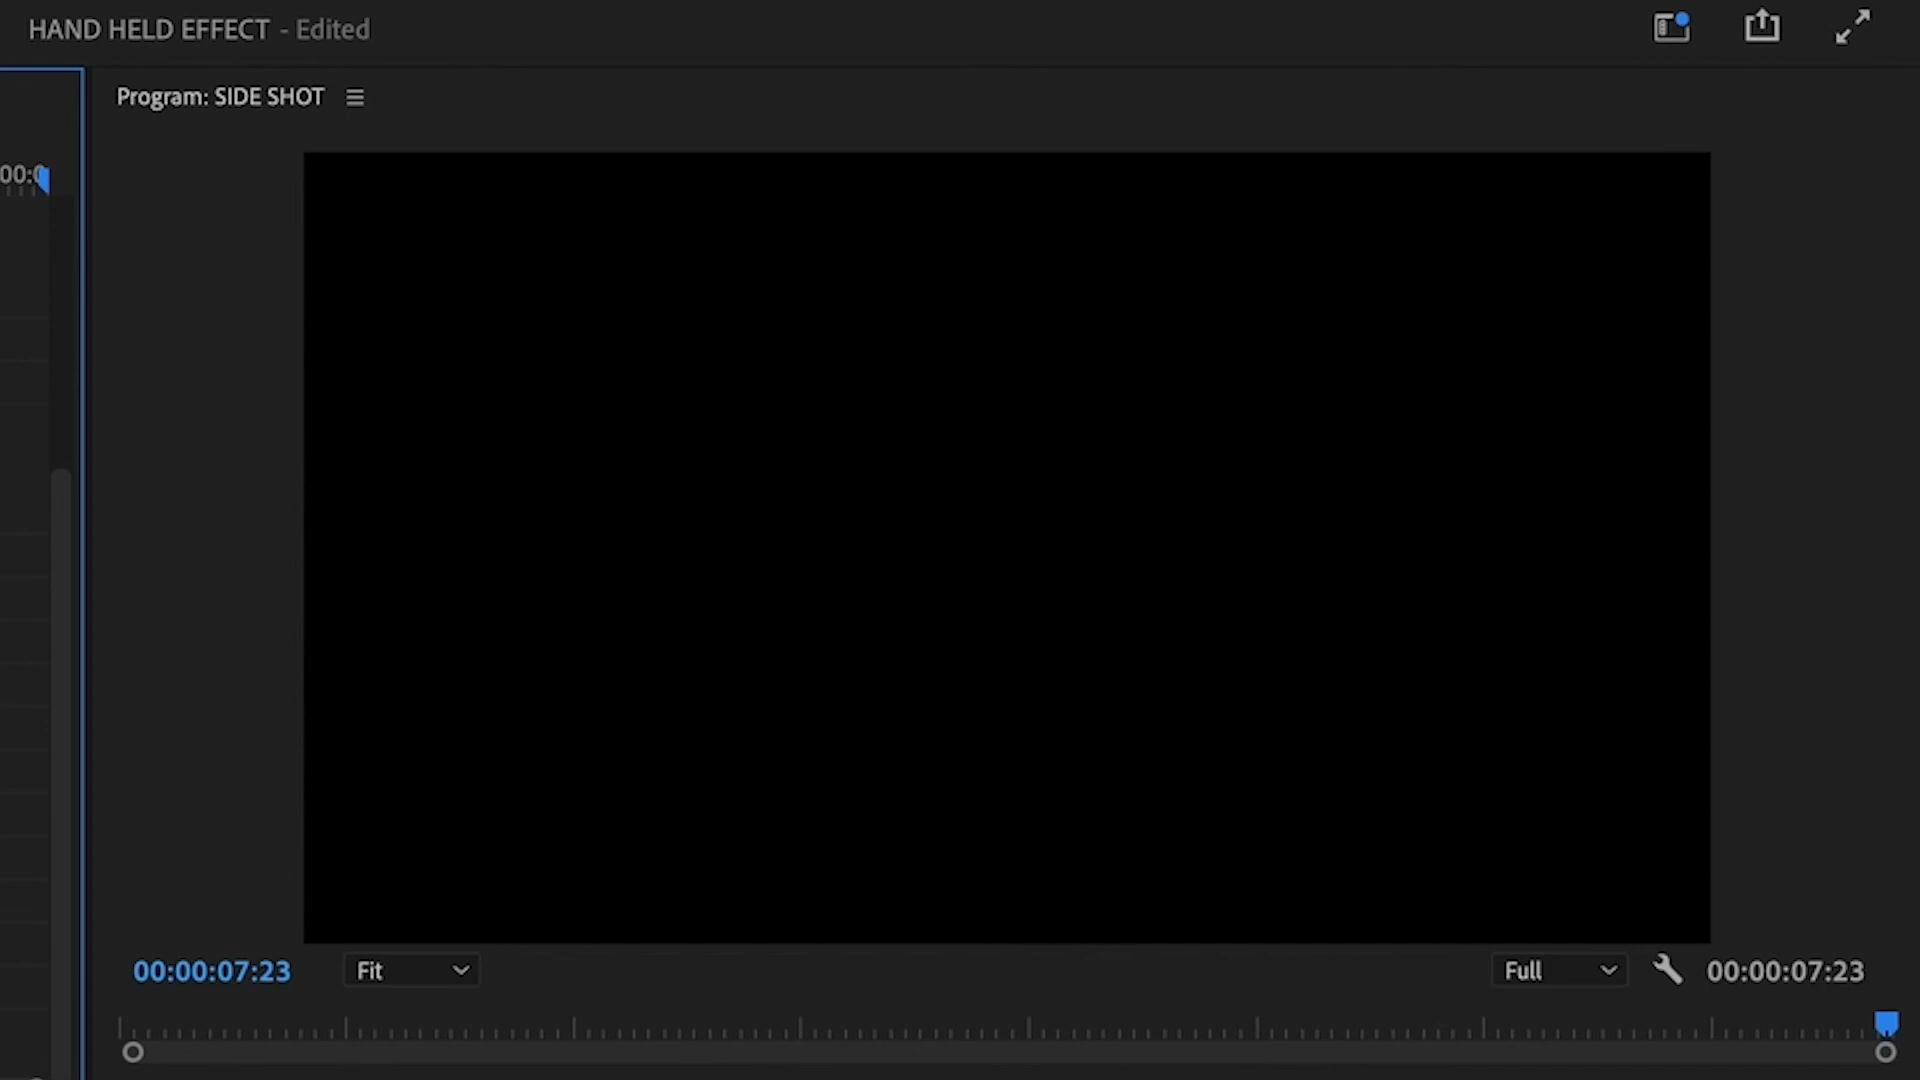 HAND HELD EFFECT - Edited
Program: SIDE SHOT
00:0
00:00:07:23
Fit
Full
00:00:07:23